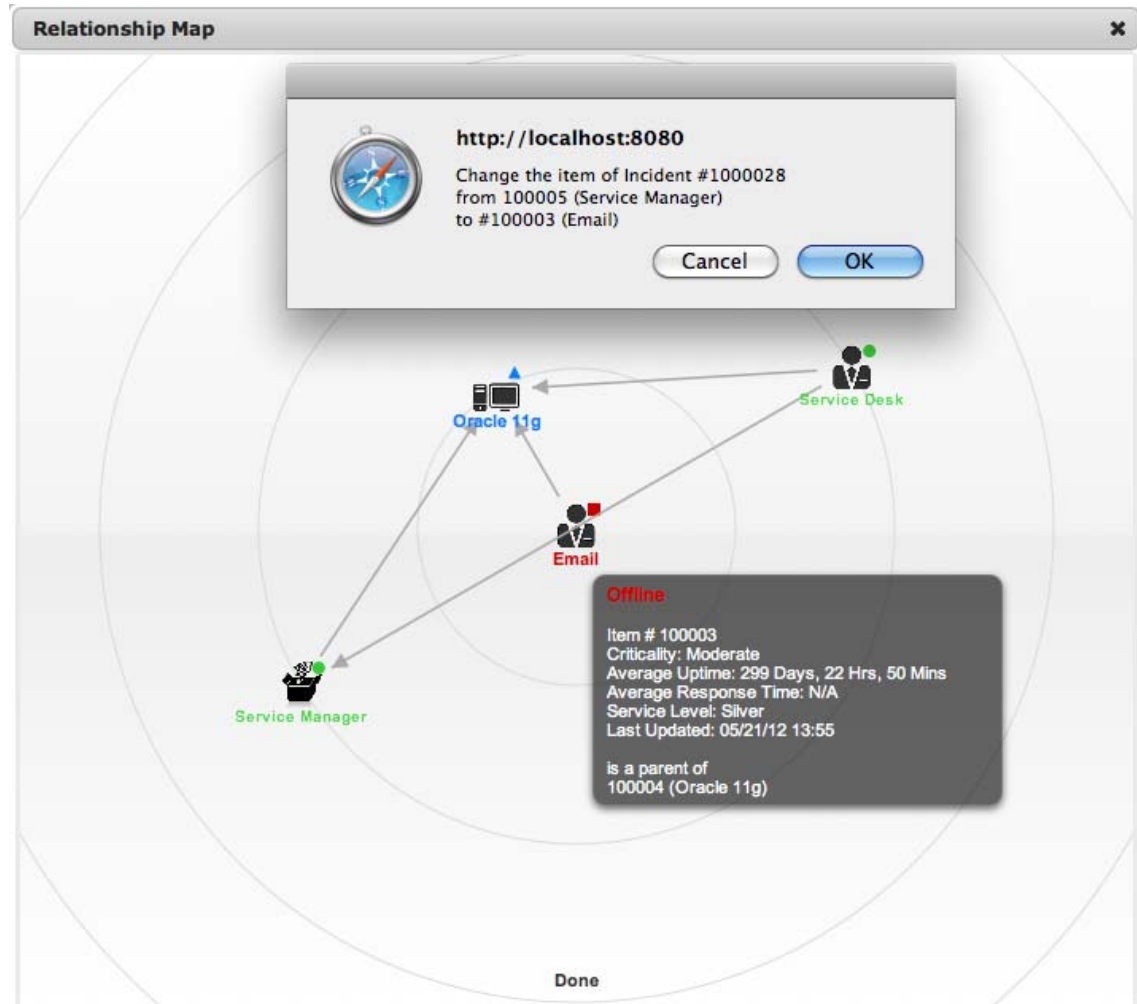 Relationship Map
http://localhost:8080
Change the item of Incident #1000028
from 100005 (Service Manager)
to #100003 (Email)
Cancel
OK
Service Desk
Oracle 11g
Email
Offline
Item # 100003
Criticality: Moderate
Average Uptime: 299 Days, 22 Hrs, 50 Mins
Average Response Time: N/A
Service Level: Silver
Last Updated: 05/21/12 13:55
is a parent of
100004 (Oracle 11g)
Service Manager
Done